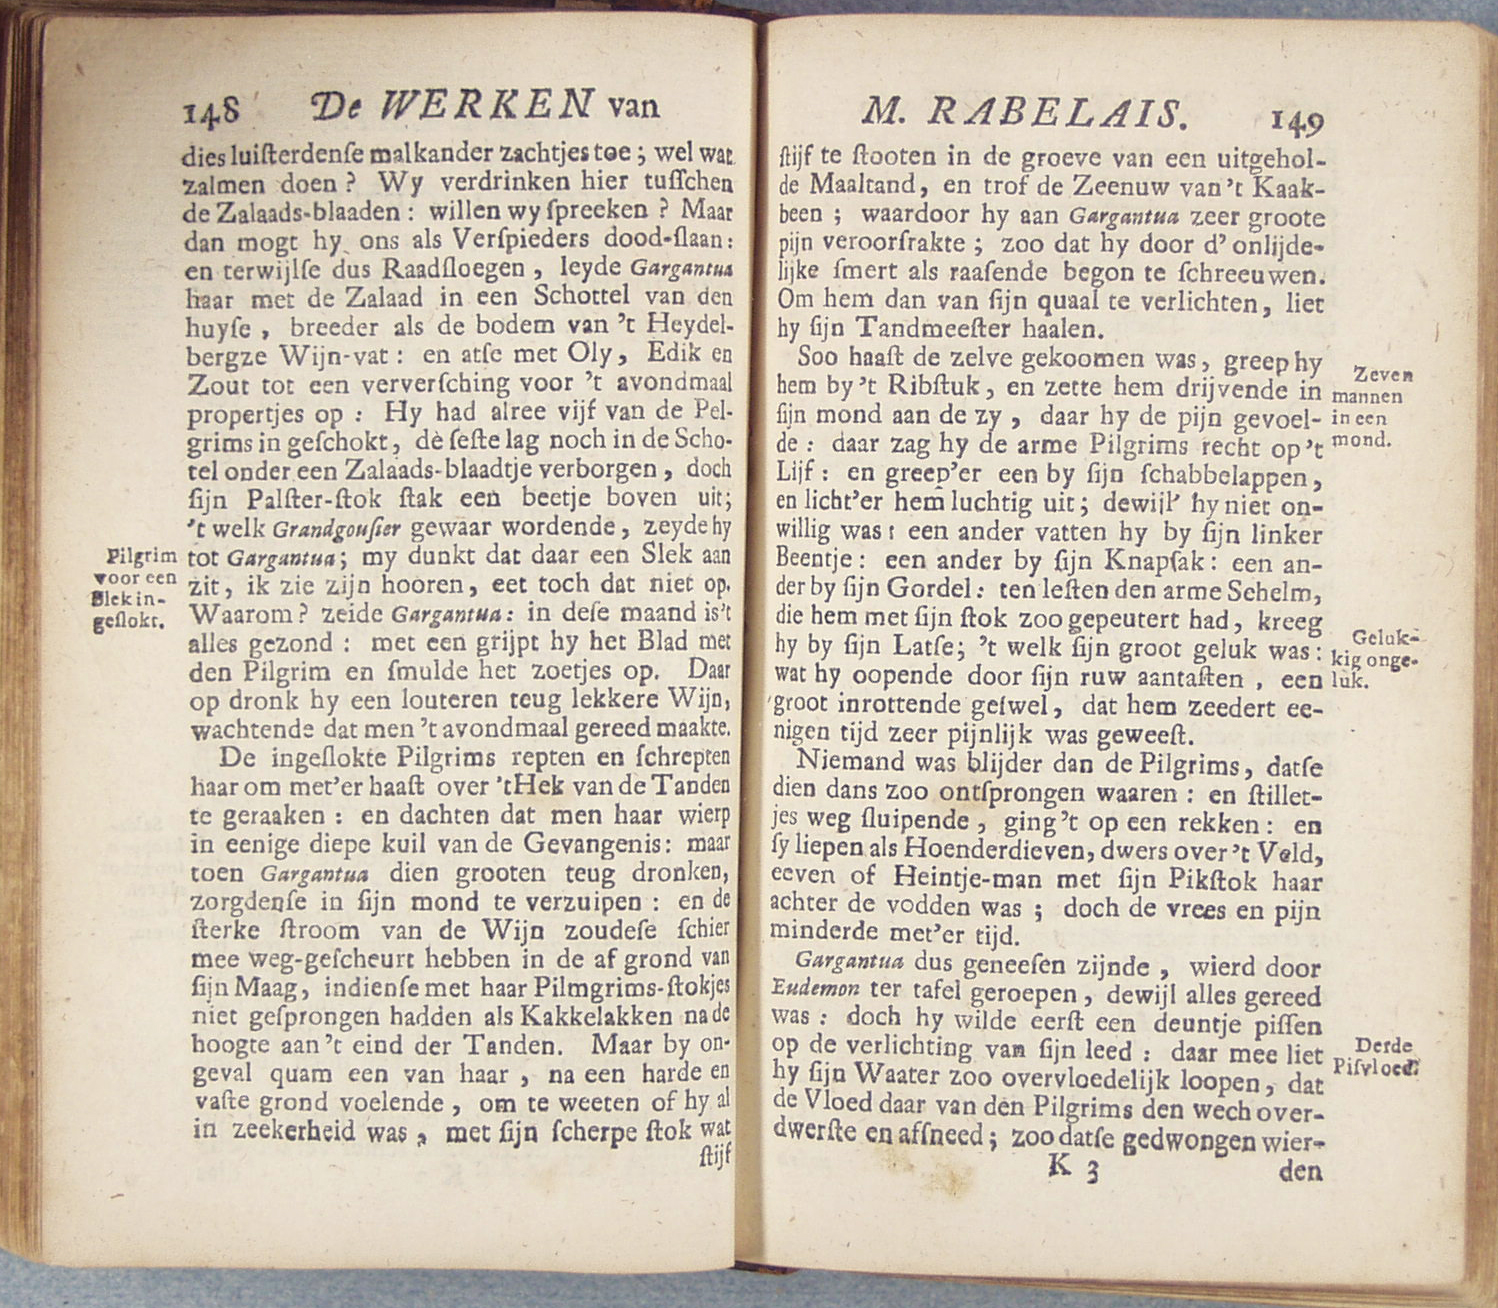 148 De WERKEN van
dies luiſterdenſe malkander zachtjes toe ; wel wat
zalmen doen ? Wy verdrinken hier tuſſchen
de Zalaads-blaaden : willen wy ſpreeken ? Maar
dan mogt hy ons als Verſpieders dood-ſlaan :
en terwijlſe dus Raadſloegen , leyde Gargantua
haar met de Zalaad in een Schottel van den
huyſe , breeder als de bodem van 't Heydel-
bergze Wijn-vat : en atſe met Oly, Edik en
Zout tot een ververſching voor 't avondmaal
propertjes op : Hy had alree vijf van de Pel-
grims in geſchokt, de ſeſte lag noch in de Scho-
tel onder een Zalaads-blaadtje verborgen , doch
ſijn Palſter-ſtok ſtak een beetje boven uit;
't welk Grandgouſier gewaar wordende , zeyde hy
tot Gargantua; my dunkt dat daar een Slek aan
zit, ik zie zijn hooren, eet toch dat niet op.
Waarom? zeide Gargantua: in deſe maand is't
alles gezond : met een grijpt hy het Blad met
den Pilgrim en ſmulde het zoetjes op. Daar
op dronk hy een louteren teug lekkere Wijn,
wachtende dat men 't avondmaal gereed maakte.
De ingeſlokte Pilgrims repten en ſchrepten
haar om met'er haaſt over 't Hek van de Tanden
te geraaken : en dachten dat men haar wierp
in eenige diepe kuil van de Gevangenis: maar
toen Gargantua dien grooten teug dronken,
zorgdenſe in ſijn mond te verzuipen : en de
ſterke ſtroom van de Wijn zoudeſe ſchier
mee weg-geſcheurt hebben in de af grond van
ſijn Maag, indienſe met haar Pilmgrims-ſtokjes
niet geſprongen hadden als Kakkelakken na de
hoogte aan't eind der Tanden. Maar by on-
geval quam een van haar , na een harde en
vaſte grond voelende , om te weeten of hy al
in zeekerheid was , met ſijn ſcherpe ſtok wat
ſtijf
Pilgrim
voor een
Slek in-
geſlokt.
M. RABELAIS. 149
ſtijf te ſtooten in de groeve van een uitgehol-
de Maaltand, en trof de Zeenuw van't Kaak-
been ; waardoor hy aan Gargantua zeer groote
pijn veroorſrakte ; zoo dat hy door d' onlijde-
lijke ſmert als raaſende begon te ſchreeuwen.
Om hem dan van ſijn quaal te verlichten, liet
hy ſijn Tandmeeſter haalen.
Soo haaſt de zelve gekoomen was, greep hy
hem by 't Ribſtuk, en zette hem drijvende in
ſijn mond aan de zy , daar hy de pijn gevoel-
de : daar zag hy de arme Pilgrims recht op 't
Lijf : en greep'er een by ſijn ſchabbelappen,
en licht'er hem luchtig uit; dewijl hy niet on-
willig was : een ander vatten hy by ſijn linker
Beentje : een ander by ſijn Knapſak : een an-
der by ſijn Gordel : ten leſten den arme Schelm,
die hem met ſijn ſtok zoo gepeutert had, kreeg
hy by ſijn Latſe; 't welk ſijn groot geluk was :
wat hy oopende door ſijn ruw aantaſten , een
groot inrottende geſwel, dat hem zeedert ee-
nigen tijd zeer pijnlijk was geweeſt.
Niemand was blijder dan de Pilgrims, datſe
dien dans zoo ontſprongen waaren : en ſtillet-
jes weg ſluipende , ging't op een rekken : en
ſy liepen als Hoenderdieven, dwers over 't Veld,
eeven of Heintje-man met ſijn Pikſtok haar
achter de vodden was ; doch de vrees en pijn
minderde met'er tijd.
Gargantua dus geneeſen zijnde , wierd door
Eudemon ter tafel geroepen, dewijl alles gereed
was : doch hy wilde eerſt een deuntje piſſen
op de verlichting van ſijn leed : daar mee liet
hy ſijn Waater zoo overvloedelijk loopen, dat
de Vloed daar van den Pilgrims den wech over-
dwerſte en afſneed ; zoo datſe gedwongen wier-
K 3 den
Zeven
mannen
in een
mond.
Geluk-
kig onge-
luk.
Derde
Piſvloed.